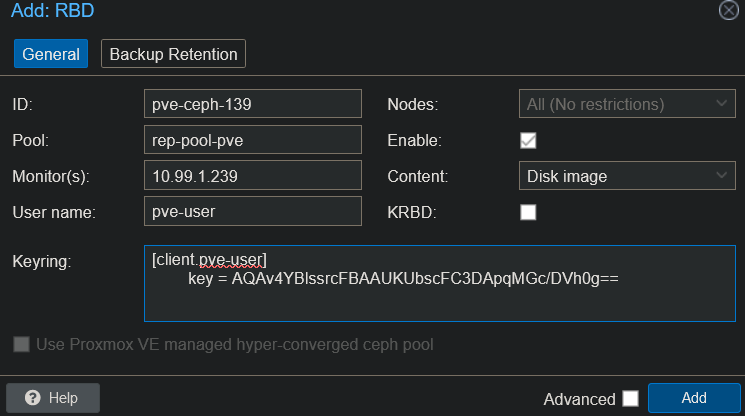 Add: RBD
General
Backup Retention
ID: pve-ceph-139 Nodes: All (No restrictions)
Pool: rep-pool-pve Enable:
Monitor(s): 10.99.1.239 Content: Disk image
User name: pve-user KRBD:
Keyring: [client.pve-user]
key = AQAv4YBlssrcFBAAUKUbscFC3DApqMGc/DVh0g==
Use Proxmox VE managed hyper-converged ceph pool
Help
Advanced
Add